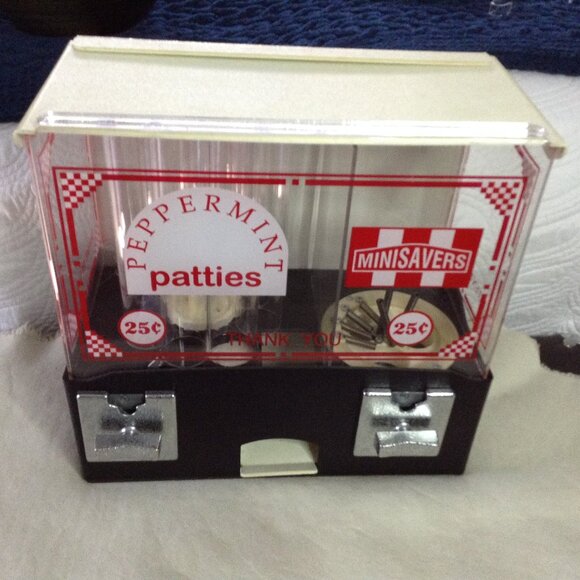 PEPPERMINT
patties
MINISAVERS
25¢
THANK YOU
25¢